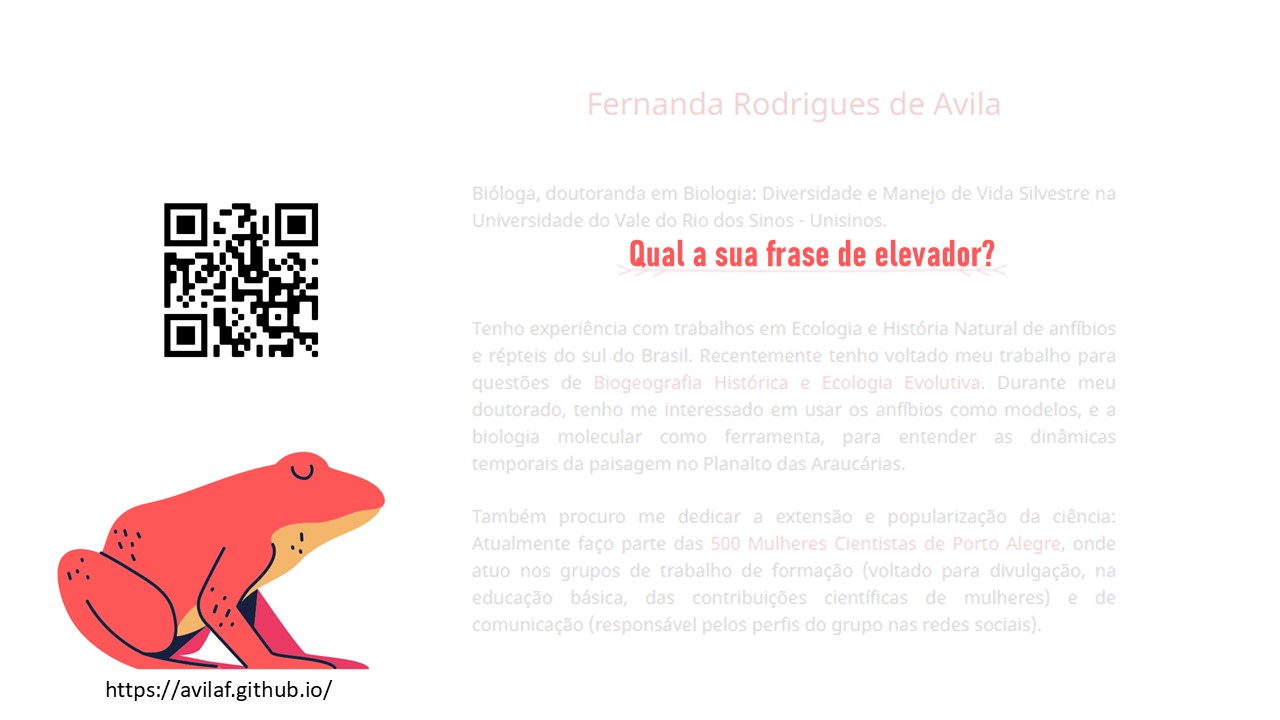 Fernanda Rodrigues de Avila
Bióloga, doutoranda em Biologia: Diversidade e Manejo de Vida Silvestre na
Universidade do Vale do Rio dos Sinos - Unisinos.
Qual a sua frase de elevador?
Tenho experiência com trabalhos em Ecologia e História Natural de anfíbios
e répteis do sul do Brasil. Recentemente tenho voltado meu trabalho para
questões de Biogeografia Histórica e Ecologia Evolutiva. Durante meu
doutorado, tenho me interessado em usar os anfíbios como modelos, e a
biologia molecular como ferramenta, para entender as dinâmicas
temporais da paisagem no Planalto das Araucárias.
Também procuro me dedicar a extensão e popularização da ciência:
Atualmente faço parte das 500 Mulheres Cientistas de Porto Alegre, onde
atuo nos grupos de trabalho de formação (voltado para divulgação, na
educação básica, das contribuições científicas de mulheres) e de
comunicação (responsável pelos perfis do grupo nas redes sociais).
https://avilaf.github.io/